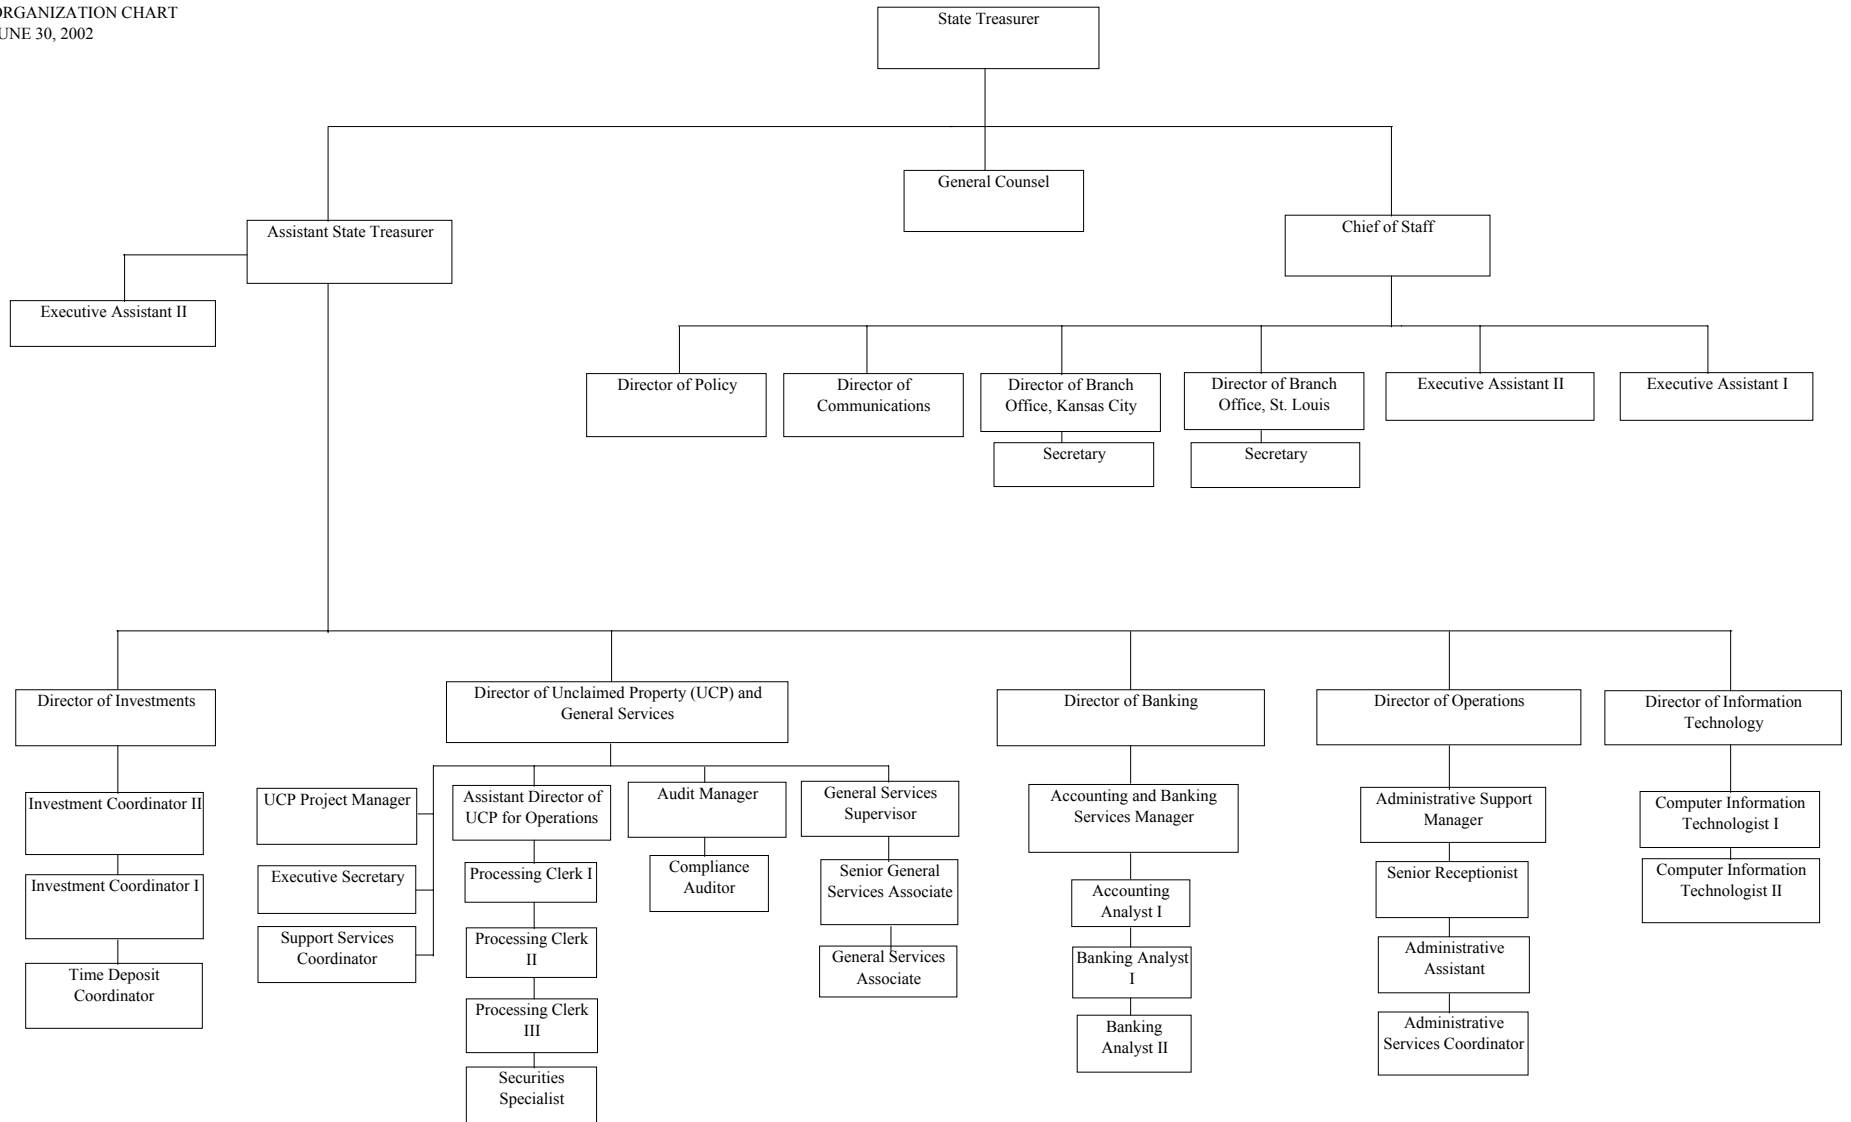 ORGANIZATION CHART
JUNE 30, 2002
State Treasurer
General Counsel
Assistant State Treasurer
Chief of Staff
Executive Assistant II
Director of Policy
Director of
Communications
Director of Branch
Office, Kansas City
Director of Branch
Office, St. Louis
Executive Assistant II
Executive Assistant I
Secretary
Secretary
Director of Investments
Director of Unclaimed Property (UCP) and
General Services
Director of Banking
Director of Operations
Director of Information
Technology
Investment Coordinator II
Investment Coordinator I
Time Deposit
Coordinator
UCP Project Manager
Executive Secretary
Support Services
Coordinator
Assistant Director of
UCP for Operations
Processing Clerk I
Processing Clerk
II
Processing Clerk
III
Securities
Specialist
Audit Manager
Compliance
Auditor
General Services
Supervisor
Senior General
Services Associate
General Services
Associate
Accounting and Banking
Services Manager
Accounting
Analyst I
Banking Analyst
I
Banking
Analyst II
Administrative Support
Manager
Senior Receptionist
Administrative
Assistant
Administrative
Services Coordinator
Computer Information
Technologist I
Computer Information
Technologist II